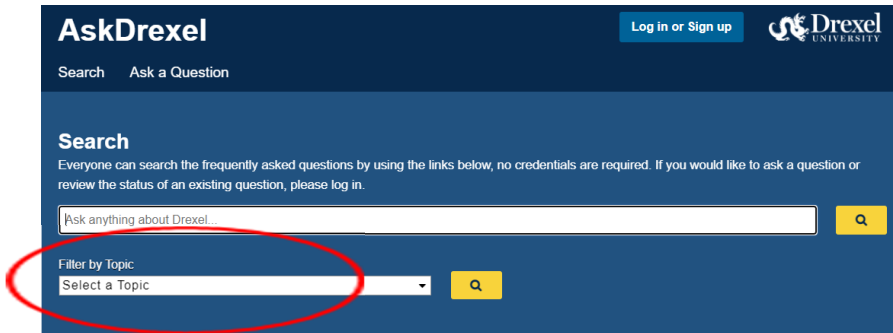 AskDrexel
Log in or Sign up
Drexel
UNIVERSITY
Search Ask a Question
Search
Everyone can search the frequently asked questions by using the links below, no credentials are required. If you would like to ask a question or
review the status of an existing question, please log in.
Ask anything about Drexel...
Filter by Topic
Select a Topic